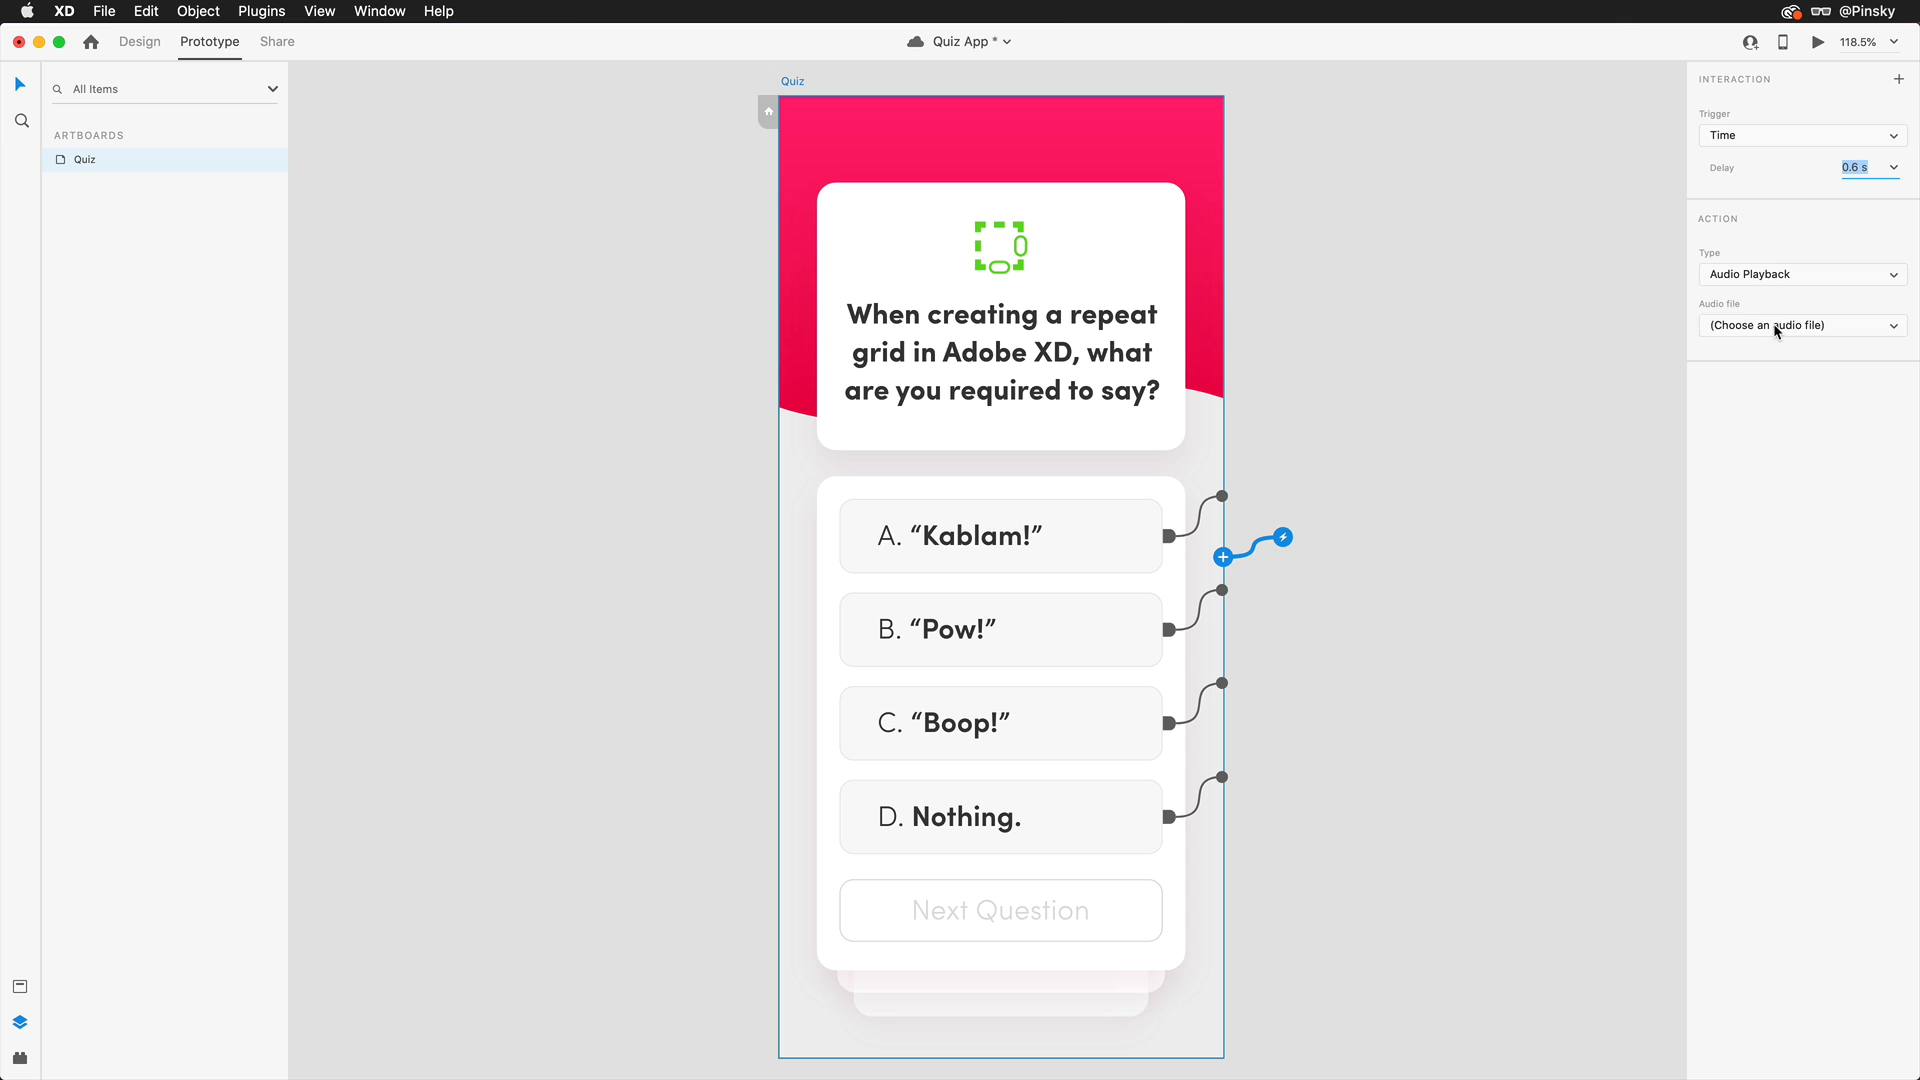 XD File Edit Object Plugins View Window Help @Pinsky
Design Prototype Share Quiz App * 118.5%
All Items
ARTBOARDS
Quiz
Quiz
When creating a repeat
grid in Adobe XD, what
are you required to say?
A. “Kablam!”
B. “Pow!”
C. “Boop!”
D. Nothing.
Next Question
INTERACTION
Trigger
Time
Delay 0.6 s
ACTION
Type
Audio Playback
Audio file
(Choose an audio file)